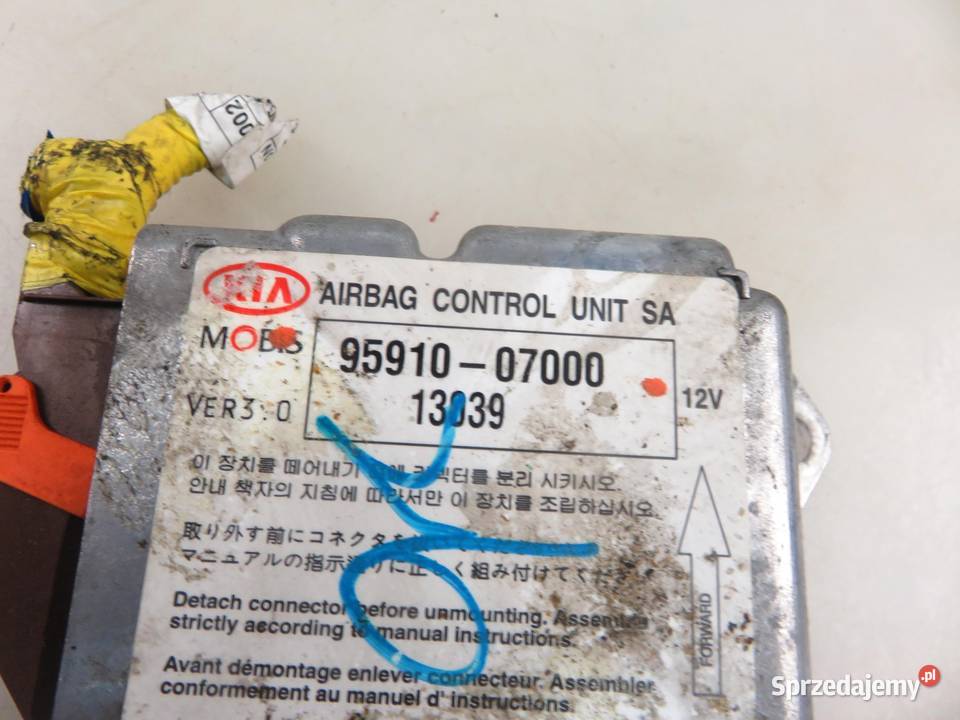 002
KIA AIRBAG CONTROL UNIT SA
MOBIS
95910-07000
13039
12V
VER3.0
이 장치를 떼어내기 전에 커넥터를 분리 시키시오.
안내 책자의 지침에 따라서만 이 장치를 조립하십시오.
取り外す前にコネクタを
マニュアルの指示通りに正しく組み付けてくだ
FORWARD
Detach connector before unmounting. Assemble
strictly according to manual instructions.
Avant démontage enlever connecteur. Assembler
conformement au manuel d' instructions.
OK
Sprzedajemy.pl